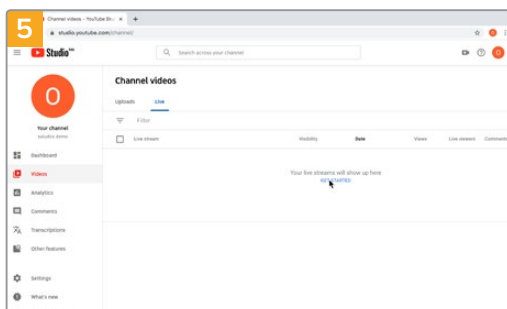 5
Channel videos - YouTube St
studio.youtube.com/channel/
Studio
Search across your channel
O
Channel videos
Uploads
Live
Filter
Live stream
Visibility
Date
Views
Live viewers
Comments
Your channel
Your live streams will show up here
GET STARTED
Dashboard
Videos
Analytics
Comments
Transcriptions
Other features
Settings
What's new